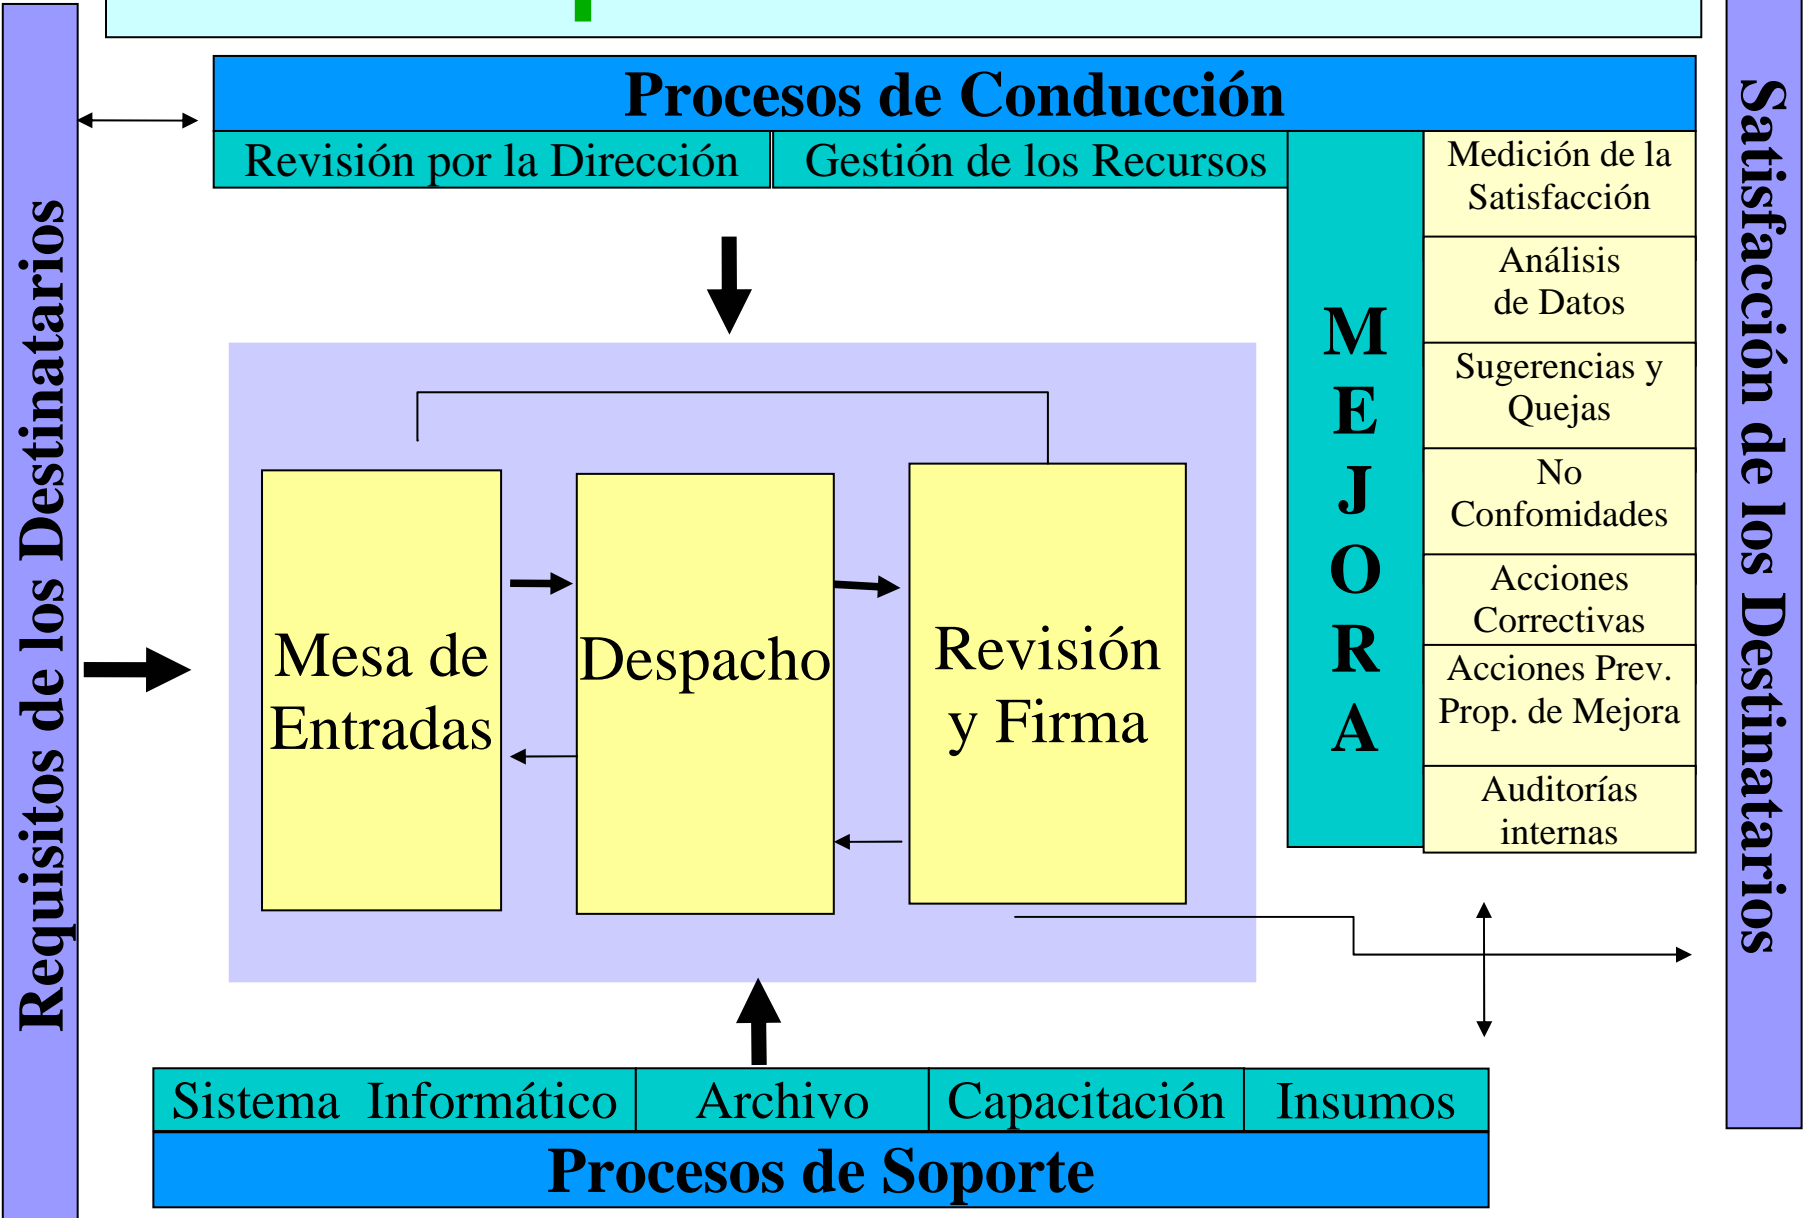 Requisitos de los Destinatarios
Procesos de Conducción
Revisión por la Dirección
Gestión de los Recursos
M
E
J
O
R
A
Medición de la
Satisfacción
Análisis
de Datos
Sugerencias y
Quejas
No
Confomidades
Acciones
Correctivas
Acciones Prev.
Prop. de Mejora
Auditorías
internas
Mesa de
Entradas
Despacho
Revisión
y Firma
Sistema Informático
Archivo
Capacitación
Insumos
Procesos de Soporte
Satisfacción de los Destinatarios